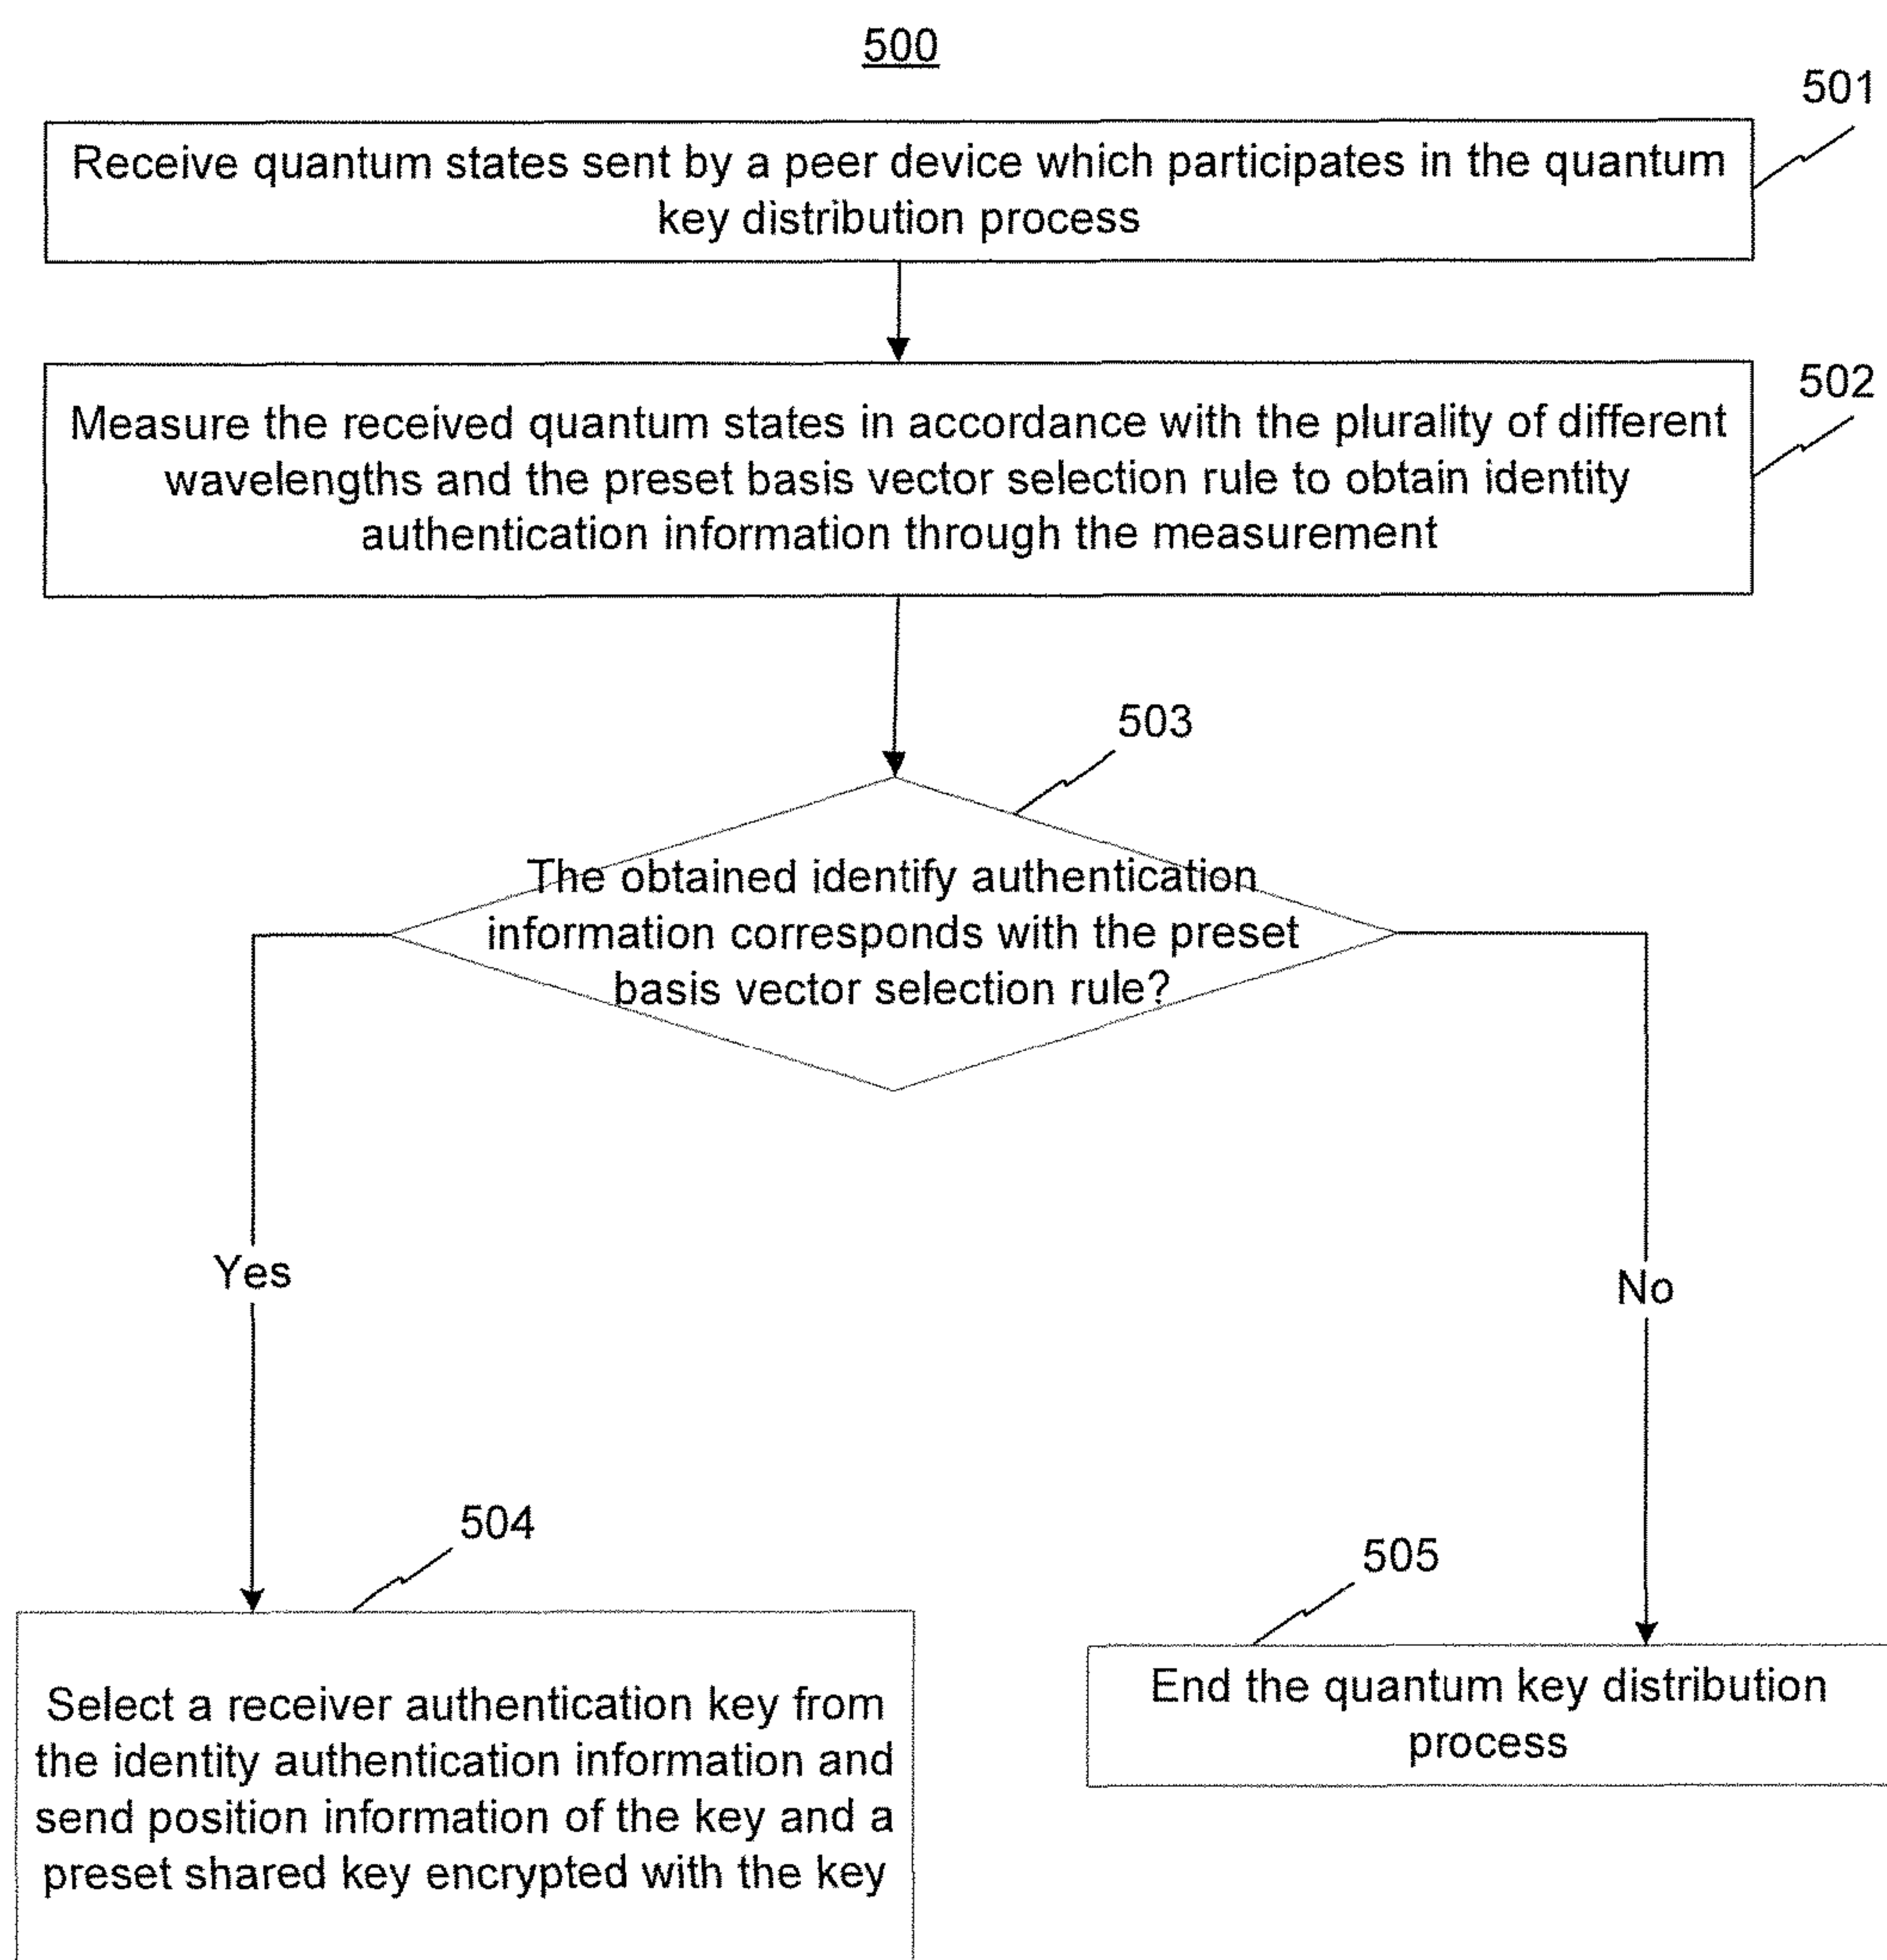 500
501
Receive quantum states sent by a peer device which participates in the quantum
key distribution process
502
Measure the received quantum states in accordance with the plurality of different
wavelengths and the preset basis vector selection rule to obtain identity
authentication information through the measurement
503
The obtained identify authentication
information corresponds with the preset
basis vector selection rule?
Yes
No
504
Select a receiver authentication key from
the identity authentication information and
send position information of the key and a
preset shared key encrypted with the key
505
End the quantum key distribution
process